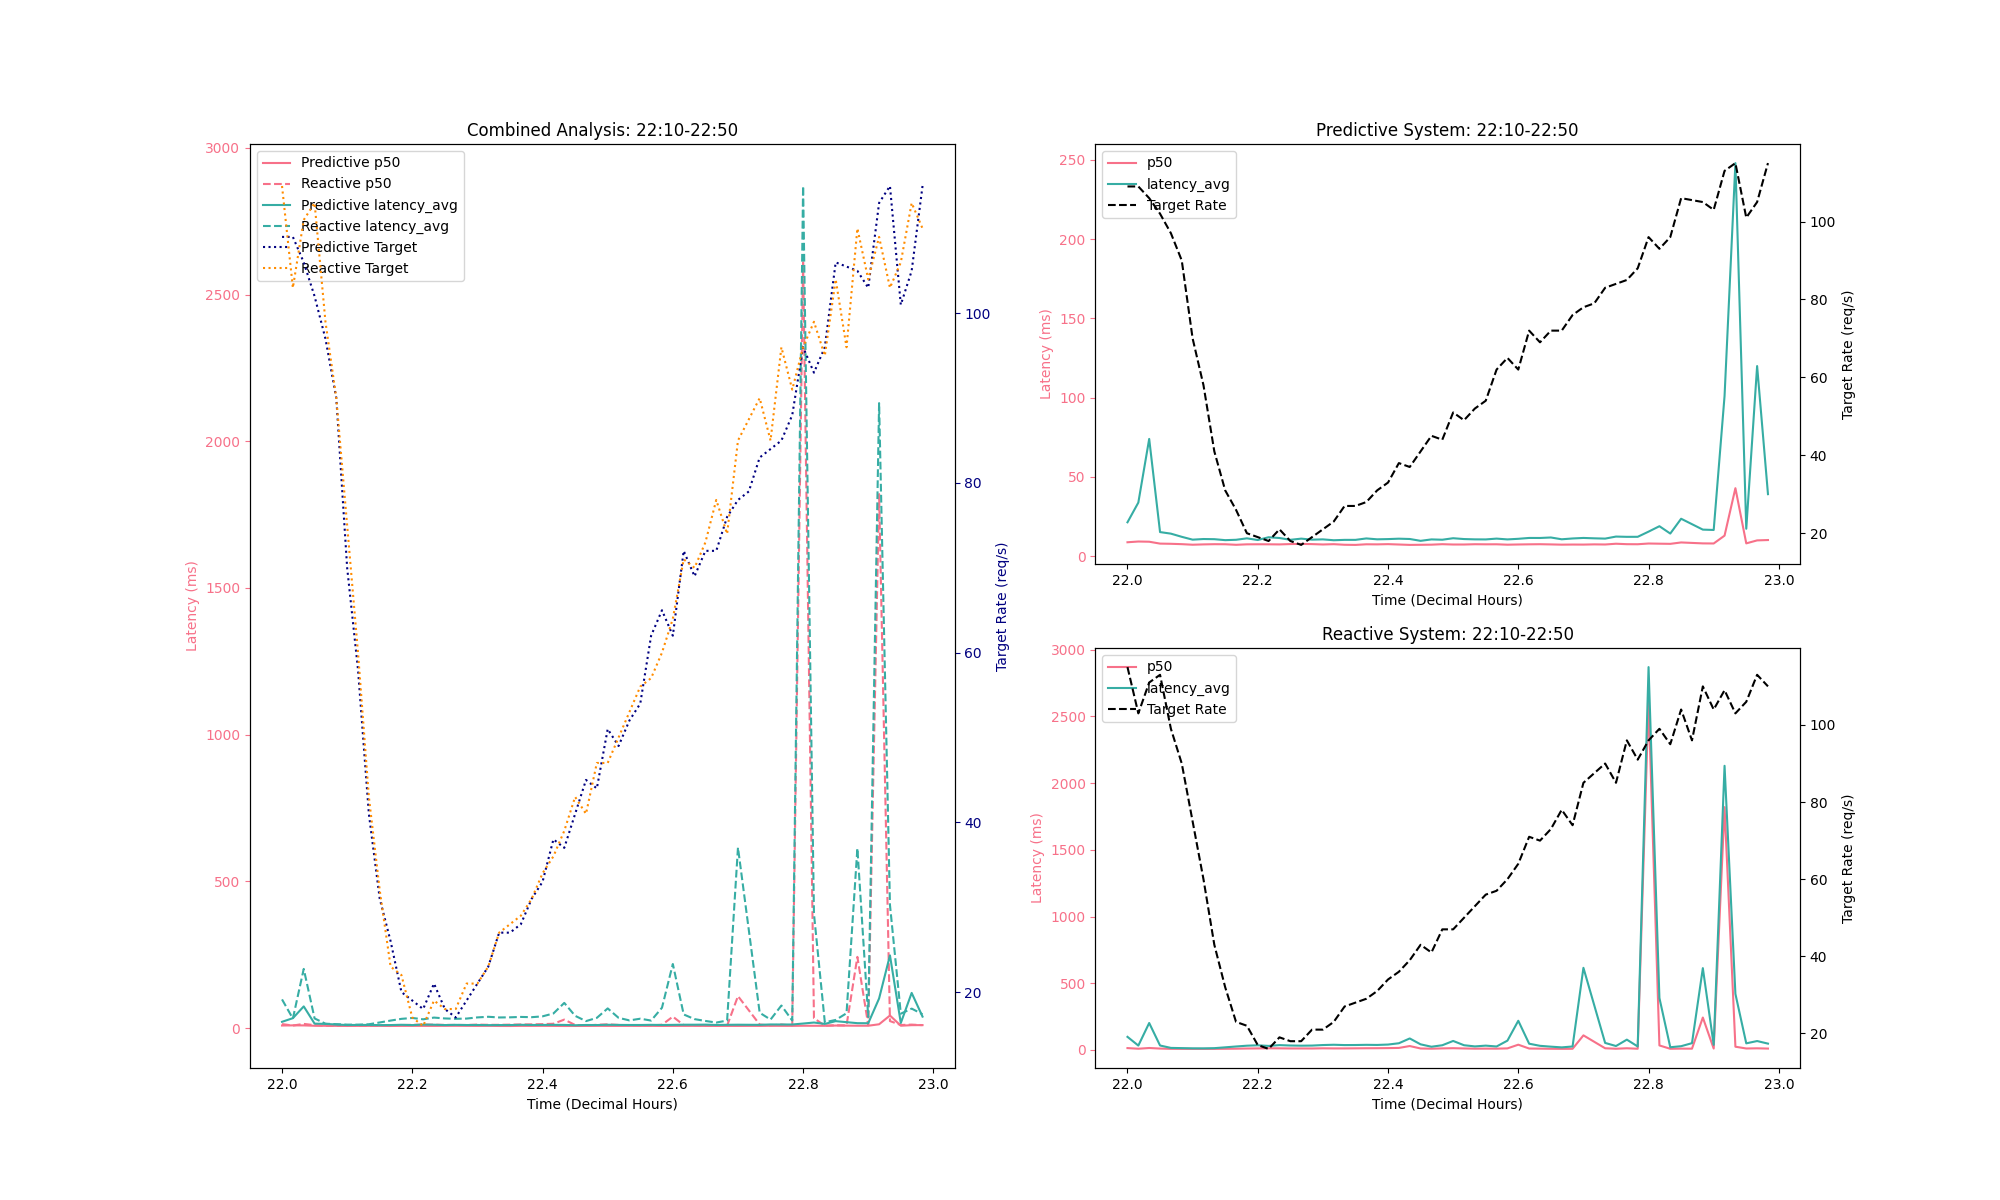 Combined Analysis: 22:10-22:50
Predictive p50
Reactive p50
Predictive latency_avg
Reactive latency_avg
Predictive Target
Reactive Target
3000
2500
2000
1500
1000
500
0
Latency (ms)
100
80
60
40
20
Target Rate (req/s)
22.0 22.2 22.4 22.6 22.8 23.0
Time (Decimal Hours)
Predictive System: 22:10-22:50
p50
latency_avg
Target Rate
250
200
150
100
50
0
Latency (ms)
100
80
60
40
20
Target Rate (req/s)
22.0 22.2 22.4 22.6 22.8 23.0
Time (Decimal Hours)
Reactive System: 22:10-22:50
p50
latency_avg
Target Rate
3000
2500
2000
1500
1000
500
0
Latency (ms)
100
80
60
40
20
Target Rate (req/s)
22.0 22.2 22.4 22.6 22.8 23.0
Time (Decimal Hours)